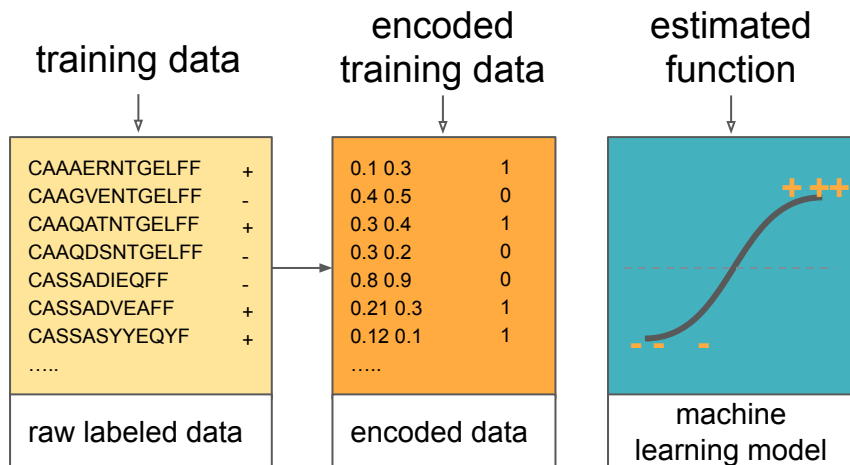 training data
encoded
training data
estimated
function
CAAAERNTGELFF +
CAAGVENTGELFF -
CAAQATNTGELFF +
CAAQDSNTGELFF -
CASSADIEQFF -
CASSADVEAFF +
CASSASYYEQYF +
…..
raw labeled data
0.1 0.3 1
0.4 0.5 0
0.3 0.4 1
0.3 0.2 0
0.8 0.9 0
0.21 0.3 1
0.12 0.1 1
…..
encoded data
+ ++
- - -
machine
learning model